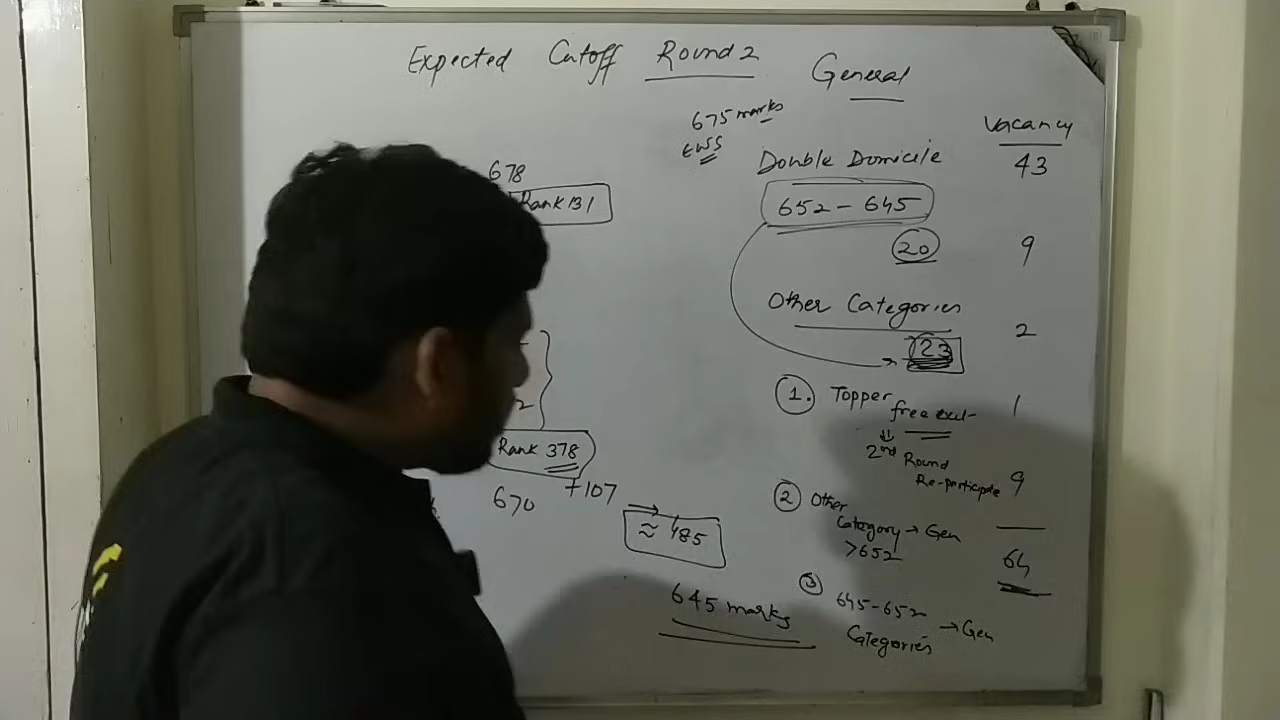 Expected Cutoff Round 2 General
675 marks
EWS
Vacancy
43
9
2
1
9
64
678
Rank 131
Double Domicile
652 - 645
20
Other Categories
23
1. Topper free exit
2nd Round
Re-participate
2 Other
Category → Gen
>652
3 645-652
Categories → Gen
2
Rank 378
670 +107
≈ 485
645 marks